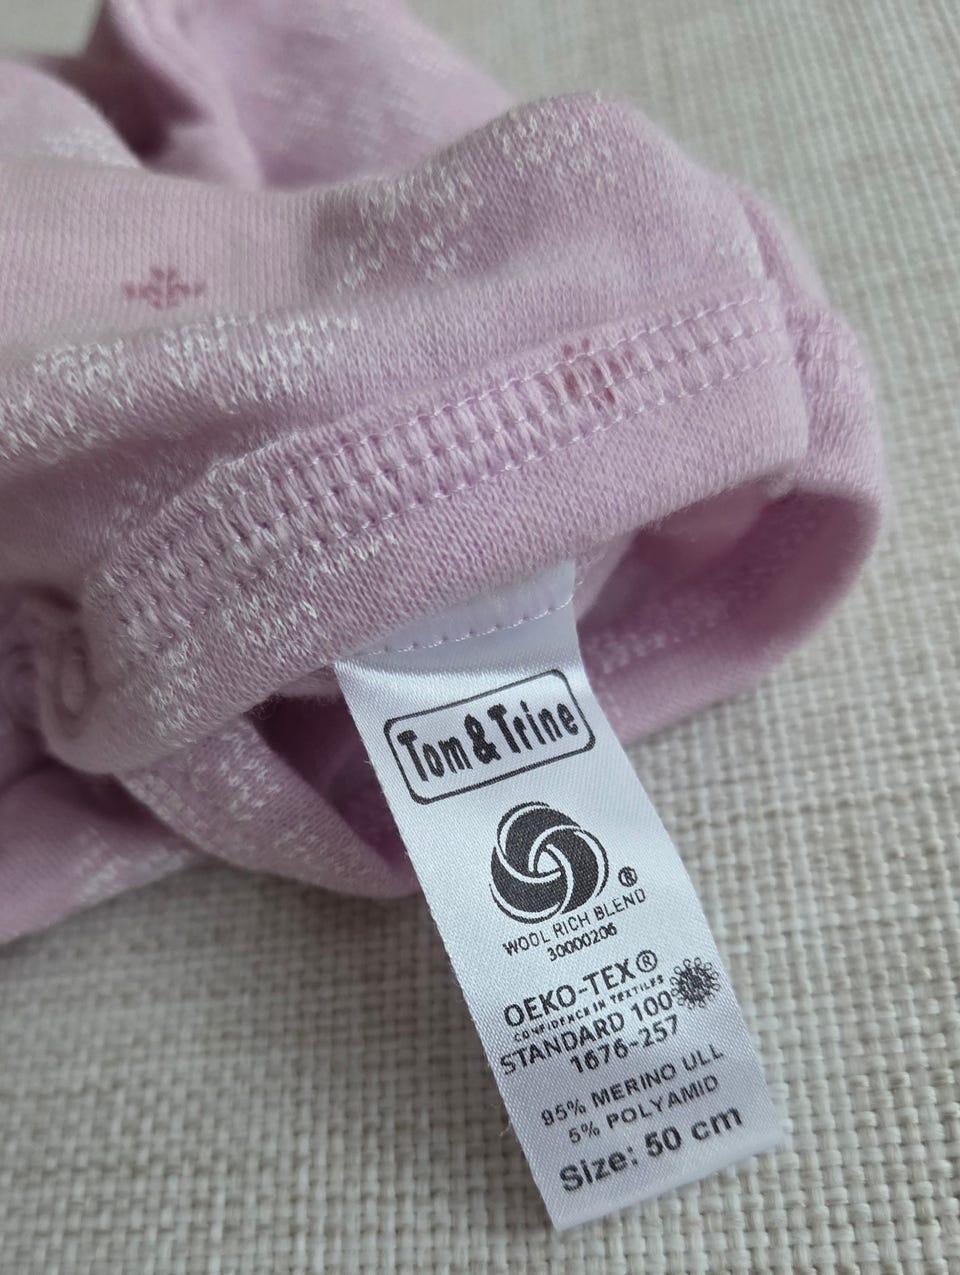 Tom & Trine
®
WOOL RICH BLEND
30000206
OEKO-TEX®
CONFIDENCE IN TEXTILES
STANDARD 100
1676-257
95% MERINO ULL
5% POLYAMID
Size: 50 cm